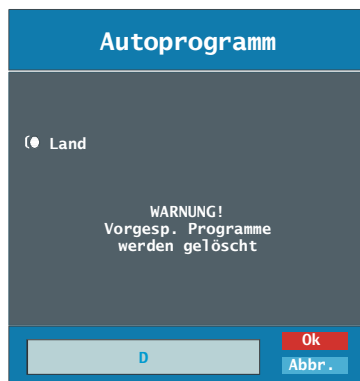 Autoprogramm
Land
WARNUNG!
Vorgesp. Programme
werden gelöscht
D
Ok
Abbr.